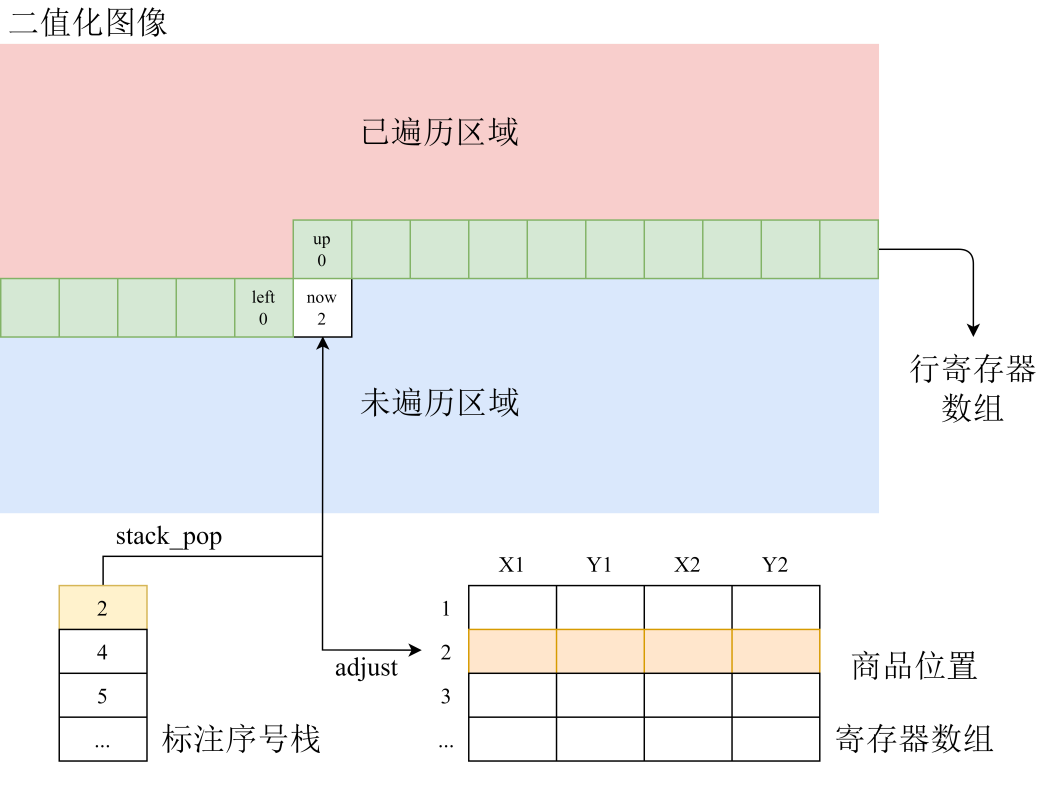 二值化图像
已遍历区域
up
0
left
0
now
2
未遍历区域
行寄存器
数组
stack_pop
2
4
5
...
标注序号栈
adjust
X1 Y1 X2 Y2
1
2
3
...
商品位置
寄存器数组